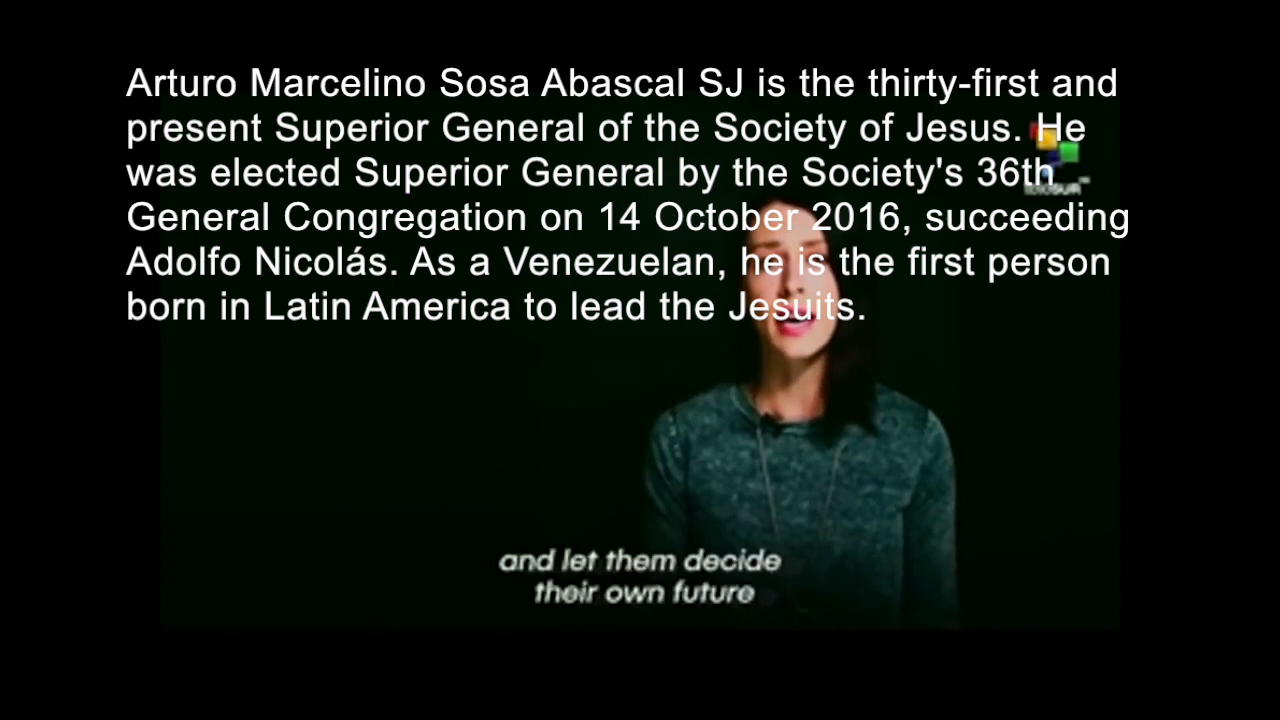 Arturo Marcelino Sosa Abascal SJ is the thirty-first and
present Superior General of the Society of Jesus. He
was elected Superior General by the Society's 36th
General Congregation on 14 October 2016, succeeding
Adolfo Nicolás. As a Venezuelan, he is the first person
born in Latin America to lead the Jesuits.
and let them decide
their own future